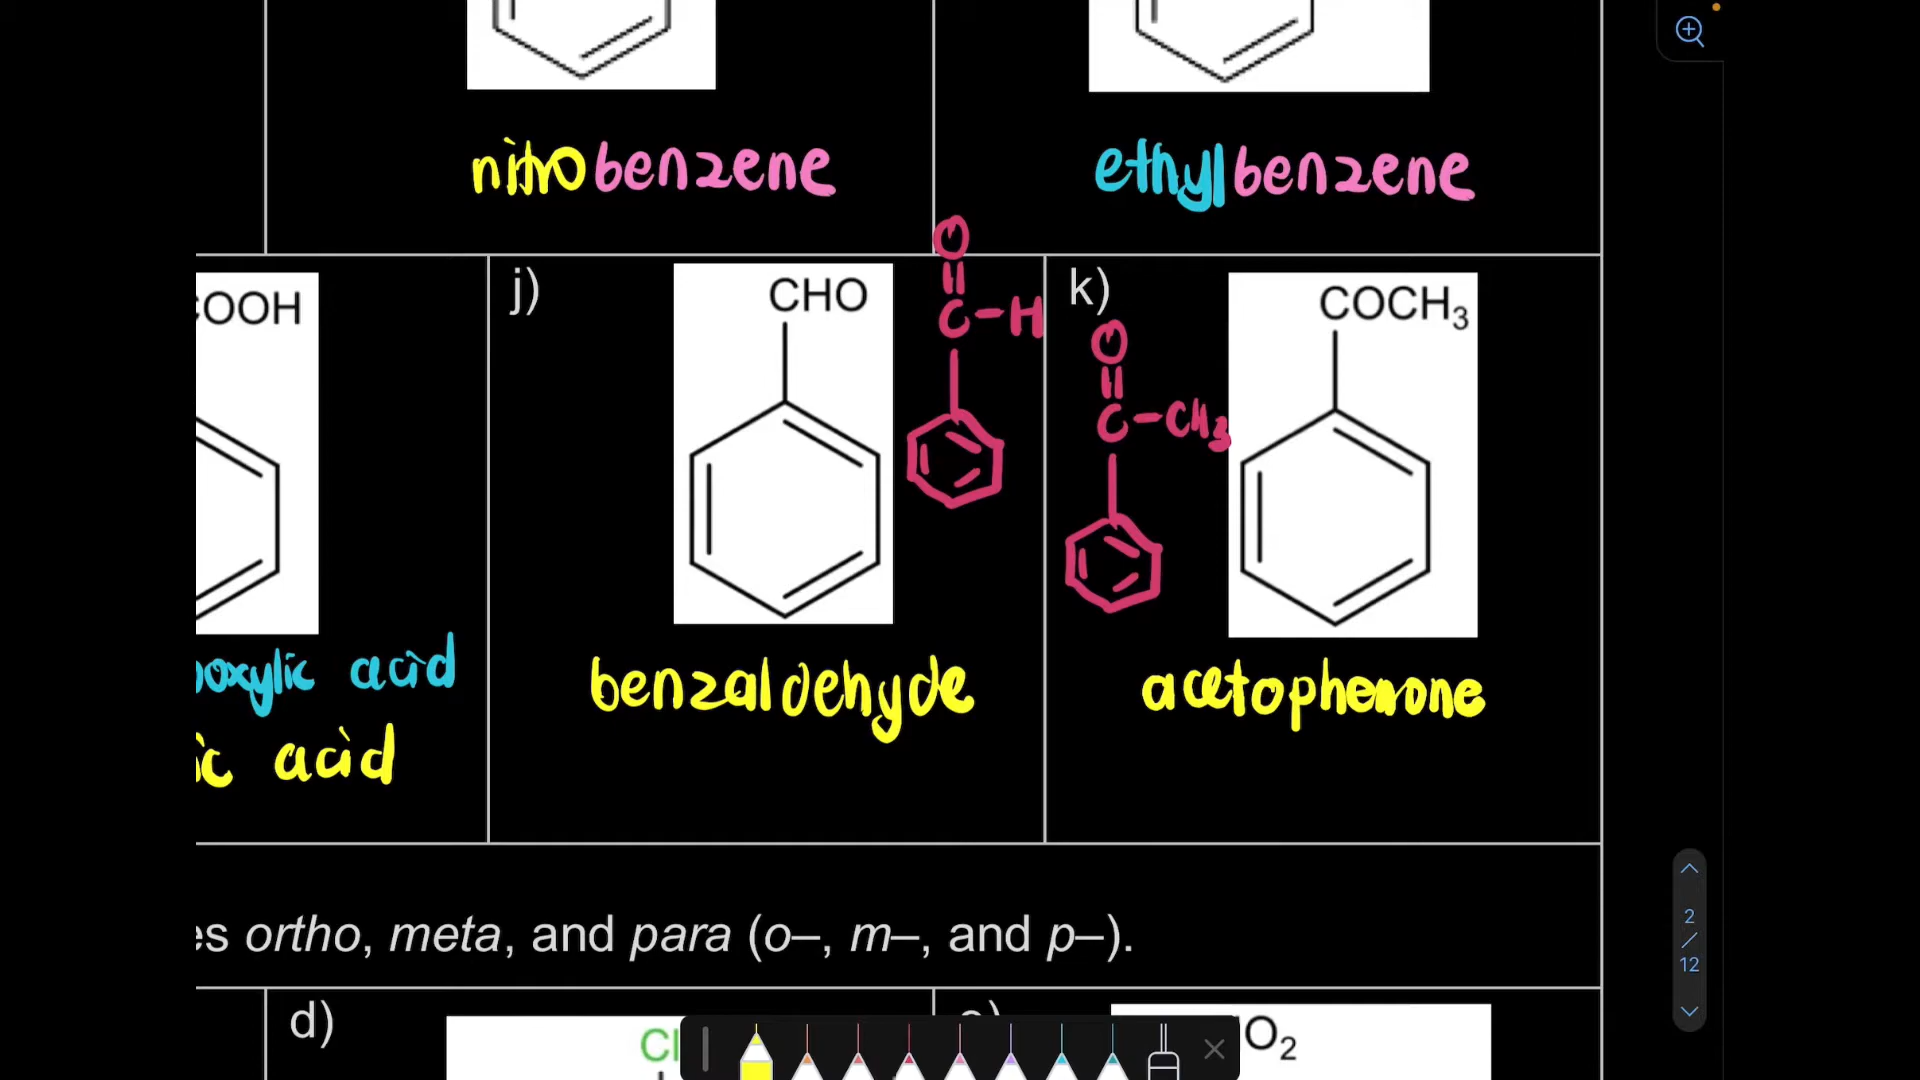 nitrobenzene
ethylbenzene
COOH
j)
CHO
O
C-H
k)
O
C-CH3
COCH3
oxylic acid
benzaldehyde
acetophenone
ic acid
es ortho, meta, and para (o–, m–, and p–).
d)
Cl
O2
2
/
12